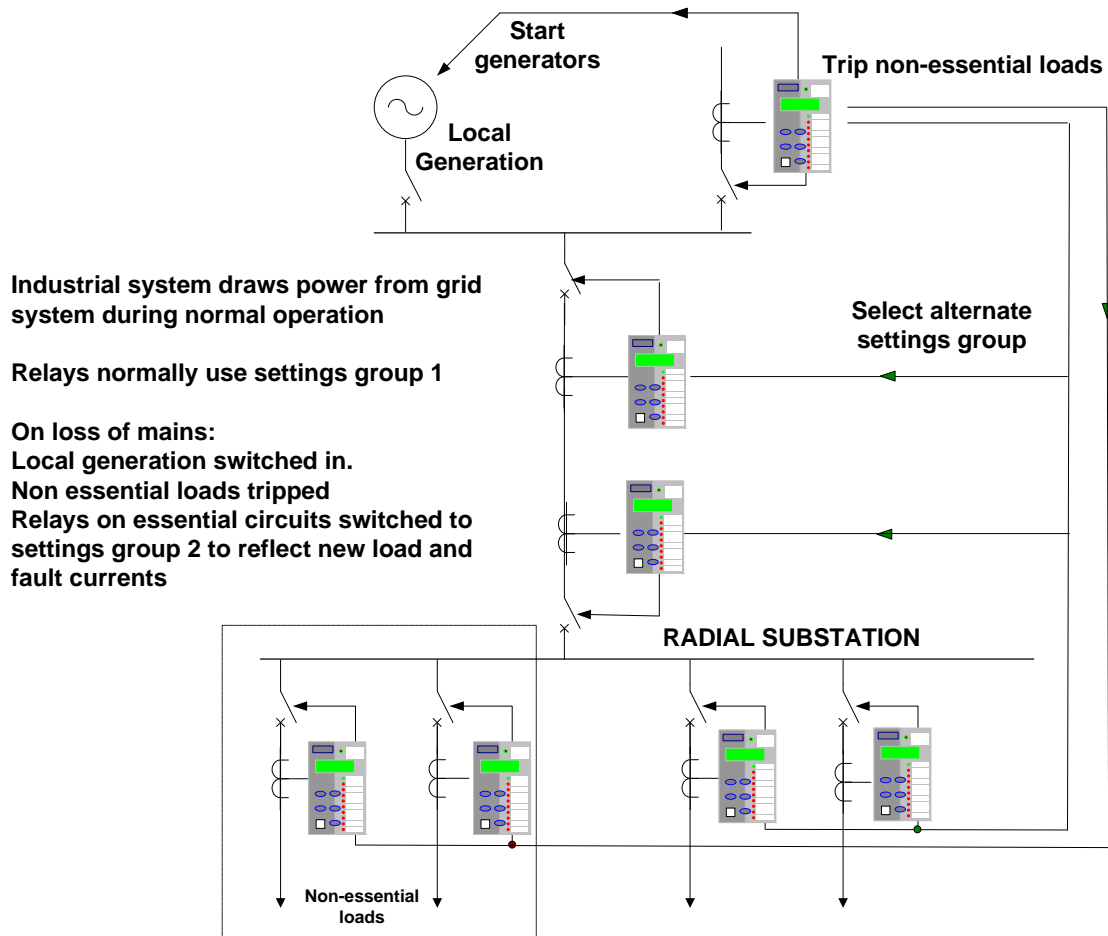 Start
generators
Trip non-essential loads
Local
Generation
Industrial system draws power from grid
system during normal operation
Select alternate
settings group
Relays normally use settings group 1
On loss of mains:
Local generation switched in.
Non essential loads tripped
Relays on essential circuits switched to
settings group 2 to reflect new load and
fault currents
RADIAL SUBSTATION
Non-essential
loads